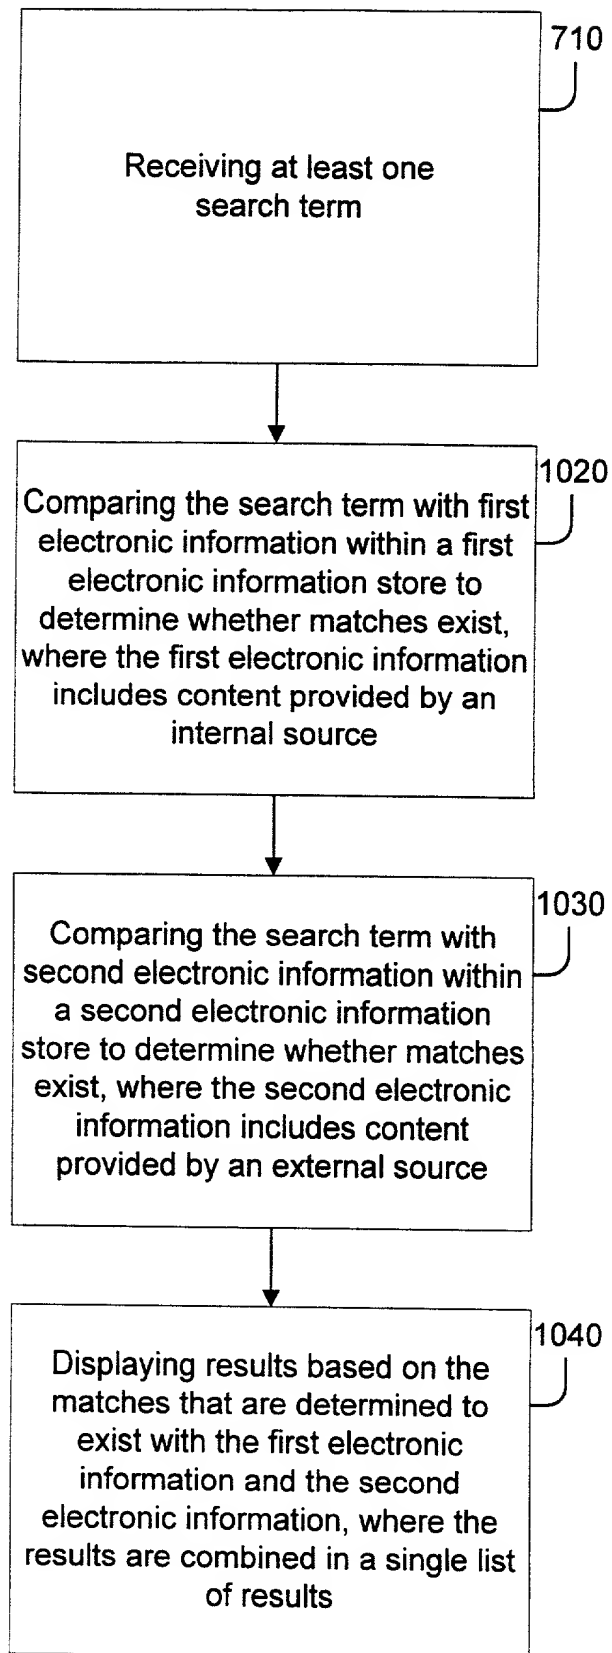 710
Receiving at least one
search term
1020
Comparing the search term with first
electronic information within a first
electronic information store to
determine whether matches exist,
where the first electronic information
includes content provided by an
internal source
1030
Comparing the search term with
second electronic information within
a second electronic information
store to determine whether matches
exist, where the second electronic
information includes content
provided by an external source
1040
Displaying results based on the
matches that are determined to
exist with the first electronic
information and the second
electronic information, where the
results are combined in a single list
of results